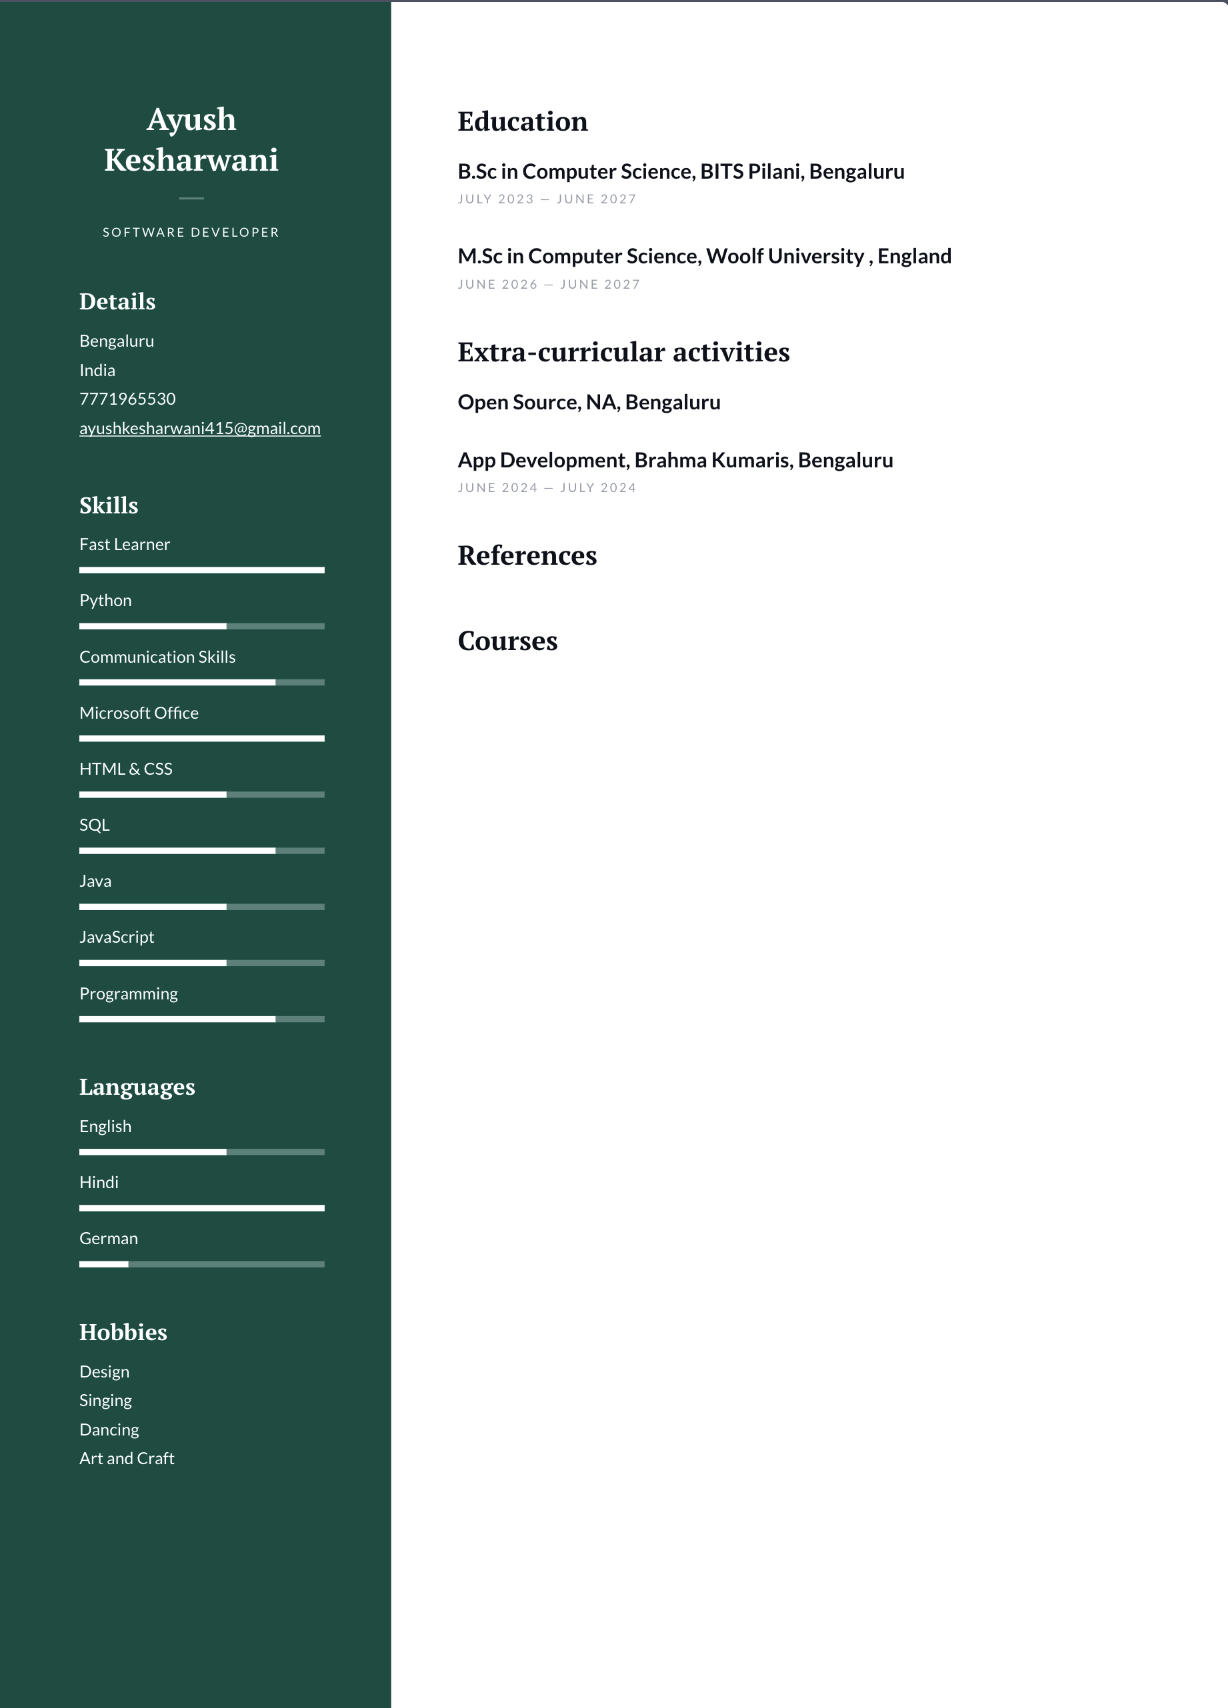 Ayush
Kesharwani
SOFTWARE DEVELOPER
Details
Bengaluru
India
7771965530
ayushkesharwani415@gmail.com
Skills
Fast Learner
Python
Communication Skills
Microsoft Office
HTML & CSS
SQL
Java
JavaScript
Programming
Languages
English
Hindi
German
Hobbies
Design
Singing
Dancing
Art and Craft
Education
B.Sc in Computer Science, BITS Pilani, Bengaluru
JULY 2023 — JUNE 2027
M.Sc in Computer Science, Woolf University , England
JUNE 2026 — JUNE 2027
Extra-curricular activities
Open Source, NA, Bengaluru
App Development, Brahma Kumaris, Bengaluru
JUNE 2024 — JULY 2024
References
Courses